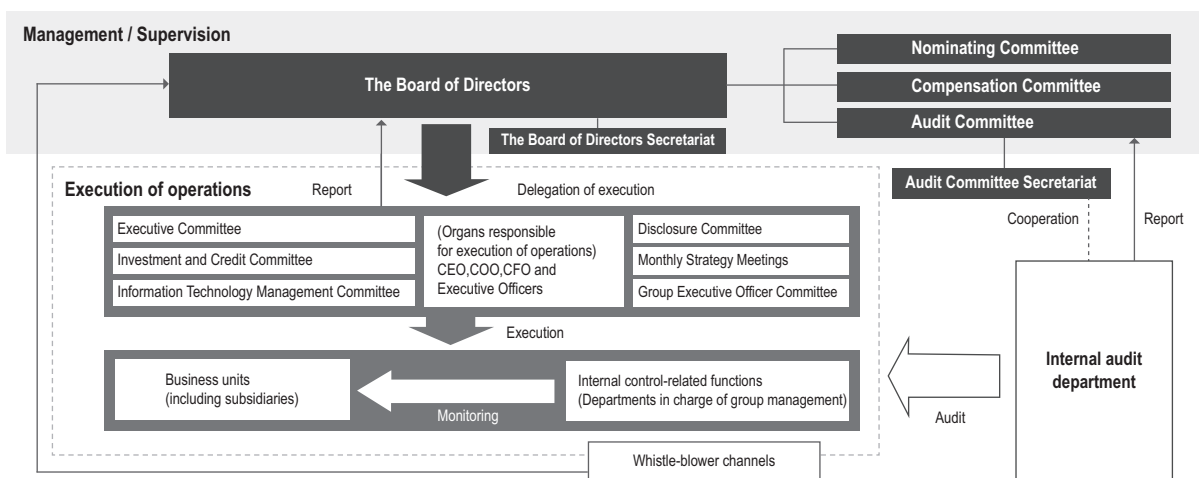 Management / Supervision
The Board of Directors
The Board of Directors Secretariat
Nominating Committee
Compensation Committee
Audit Committee
Audit Committee Secretariat
Cooperation
Report
Execution of operations
Report
Delegation of execution
Executive Committee
Investment and Credit Committee
Information Technology Management Committee
(Organs responsible
for execution of operations)
CEO,COO,CFO and
Executive Officers
Disclosure Committee
Monthly Strategy Meetings
Group Executive Officer Committee
Execution
Business units
(including subsidiaries)
Monitoring
Internal control-related functions
(Departments in charge of group management)
Audit
Internal audit
department
Whistle-blower channels